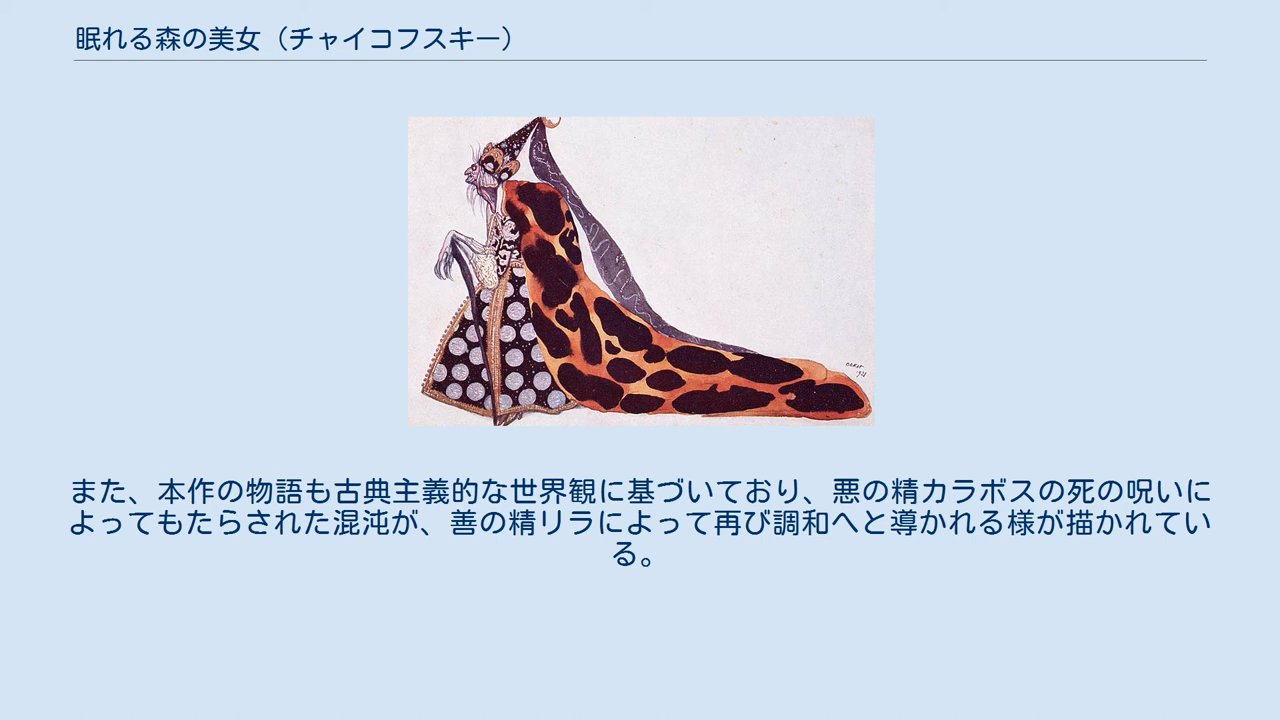 眠れる森の美女（チャイコフスキー）
また、本作の物語も古典主義的な世界観に基づいており、悪の精カラボスの死の呪いに
よってもたらされた混沌が、善の精リラによって再び調和へと導かれる様が描かれてい
る。